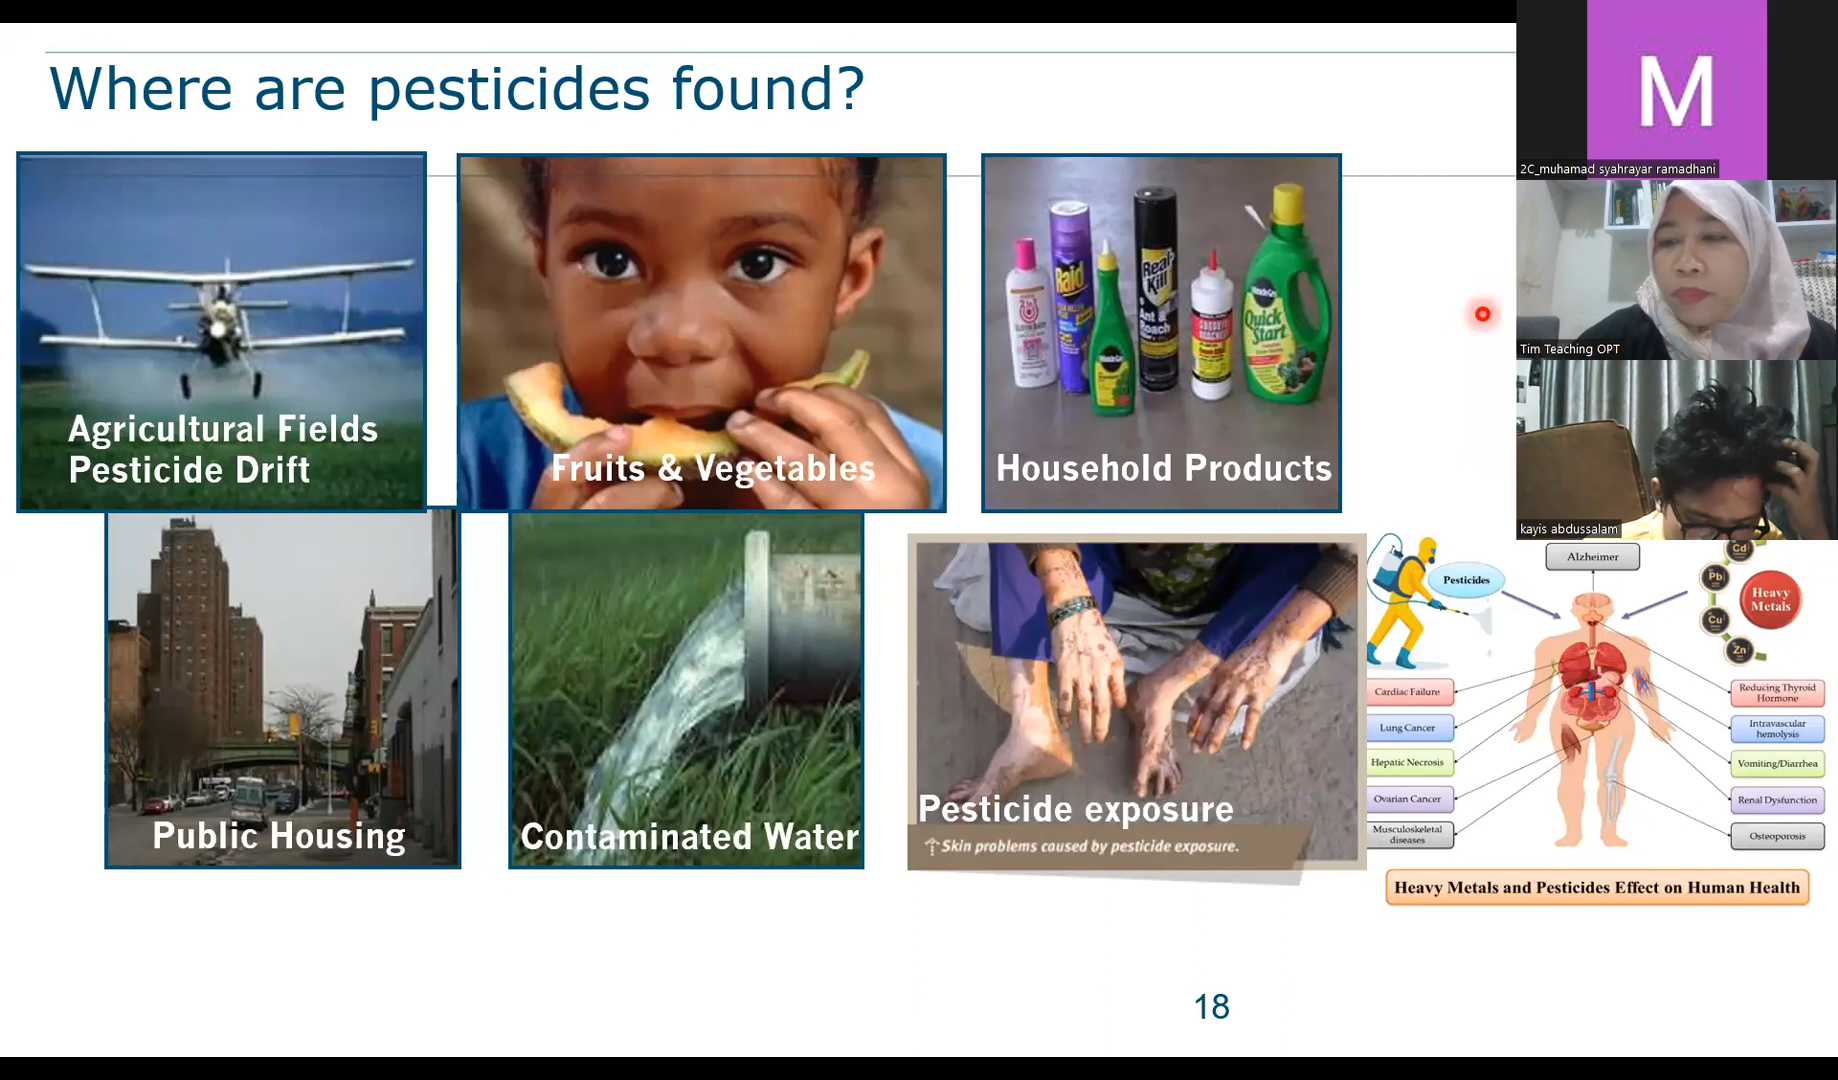 Where are pesticides found?
M
2C_muhamad syahrayar ramadhani
Tim Teaching OPT
kayis abdussalam
Agricultural Fields
Pesticide Drift
Fruits & Vegetables
Raid
Real-
Kill
Ant &
Roach
Quick
Start
Household Products
Public Housing
Contaminated Water
Pesticide exposure
Skin problems caused by pesticide exposure.
Pesticides
Alzheimer
Cd
Pb
Cu
Zn
Heavy
Metals
Cardiac Failure
Lung Cancer
Hepatic Necrosis
Ovarian Cancer
Musculoskeletal
diseases
Reducing Thyroid
Hormone
Intravascular
hemolysis
Vomiting/Diarrhea
Renal Dysfunction
Osteoporosis
Heavy Metals and Pesticides Effect on Human Health
18